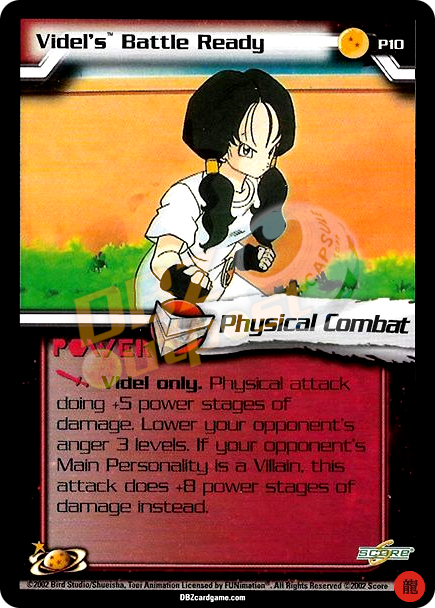 Videl's™ Battle Ready
P10
Physical Combat
POWER
Videl only. Physical attack
doing +5 power stages of
damage. Lower your opponent's
anger 3 levels. If your opponent's
Main Personality is a Villain, this
attack does +8 power stages of
damage instead.
SCORE
龍
©2002 Bird Studio/Shueisha, Toei Animation Licensed by FUNimation®. All Rights Reserved ©2002 Score
DBZcardgame.com